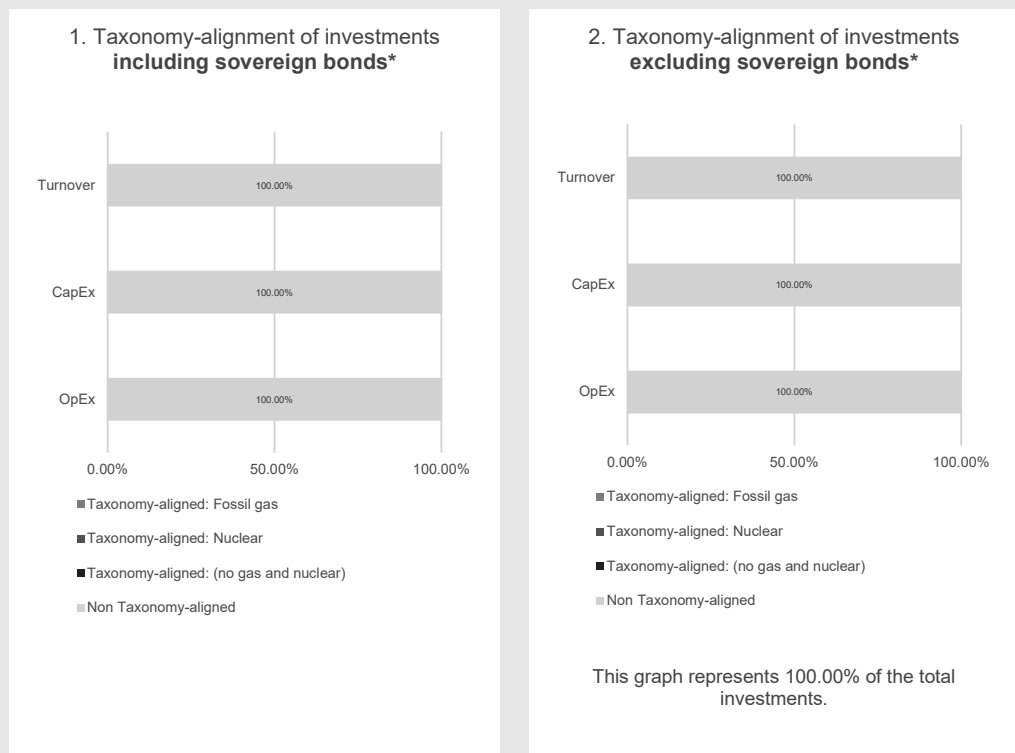 1. Taxonomy-alignment of investments
including sovereign bonds*
Turnover
100.00%
CapEx
100.00%
OpEx
100.00%
0.00%
50.00%
100.00%
Taxonomy-aligned: Fossil gas
Taxonomy-aligned: Nuclear
Taxonomy-aligned: (no gas and nuclear)
Non Taxonomy-aligned
2. Taxonomy-alignment of investments
excluding sovereign bonds*
Turnover
100.00%
CapEx
100.00%
OpEx
100.00%
0.00%
50.00%
100.00%
Taxonomy-aligned: Fossil gas
Taxonomy-aligned: Nuclear
Taxonomy-aligned: (no gas and nuclear)
Non Taxonomy-aligned
This graph represents 100.00% of the total
investments.